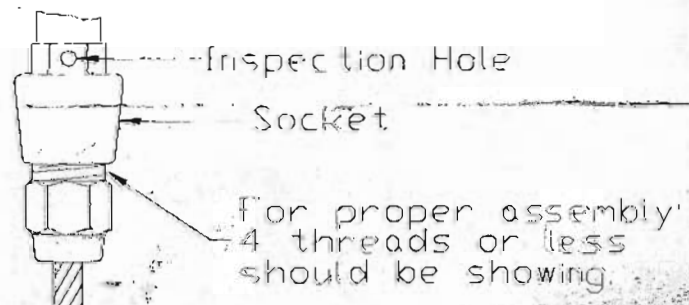 Inspection Hole
Socket
For proper assembly
4 threads or less
should be showing